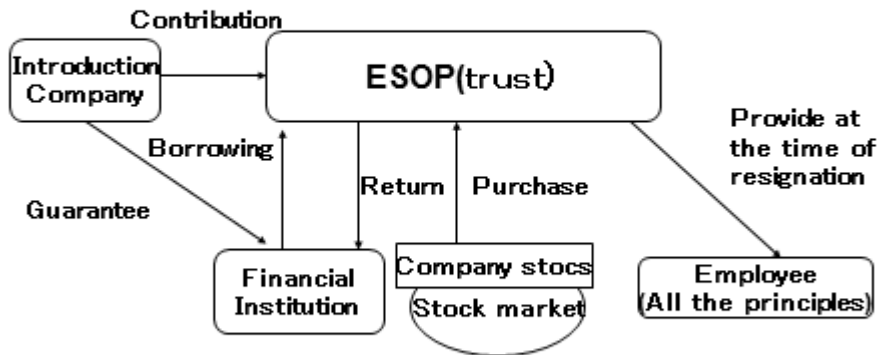 Contribution
Introduction
Company
ESOP(trust)
Borrowing
Guarantee
Return
Purchase
Provide at
the time of
resignation
Financial
Institution
Company stocs
Stock market
Employee
(All the principles)